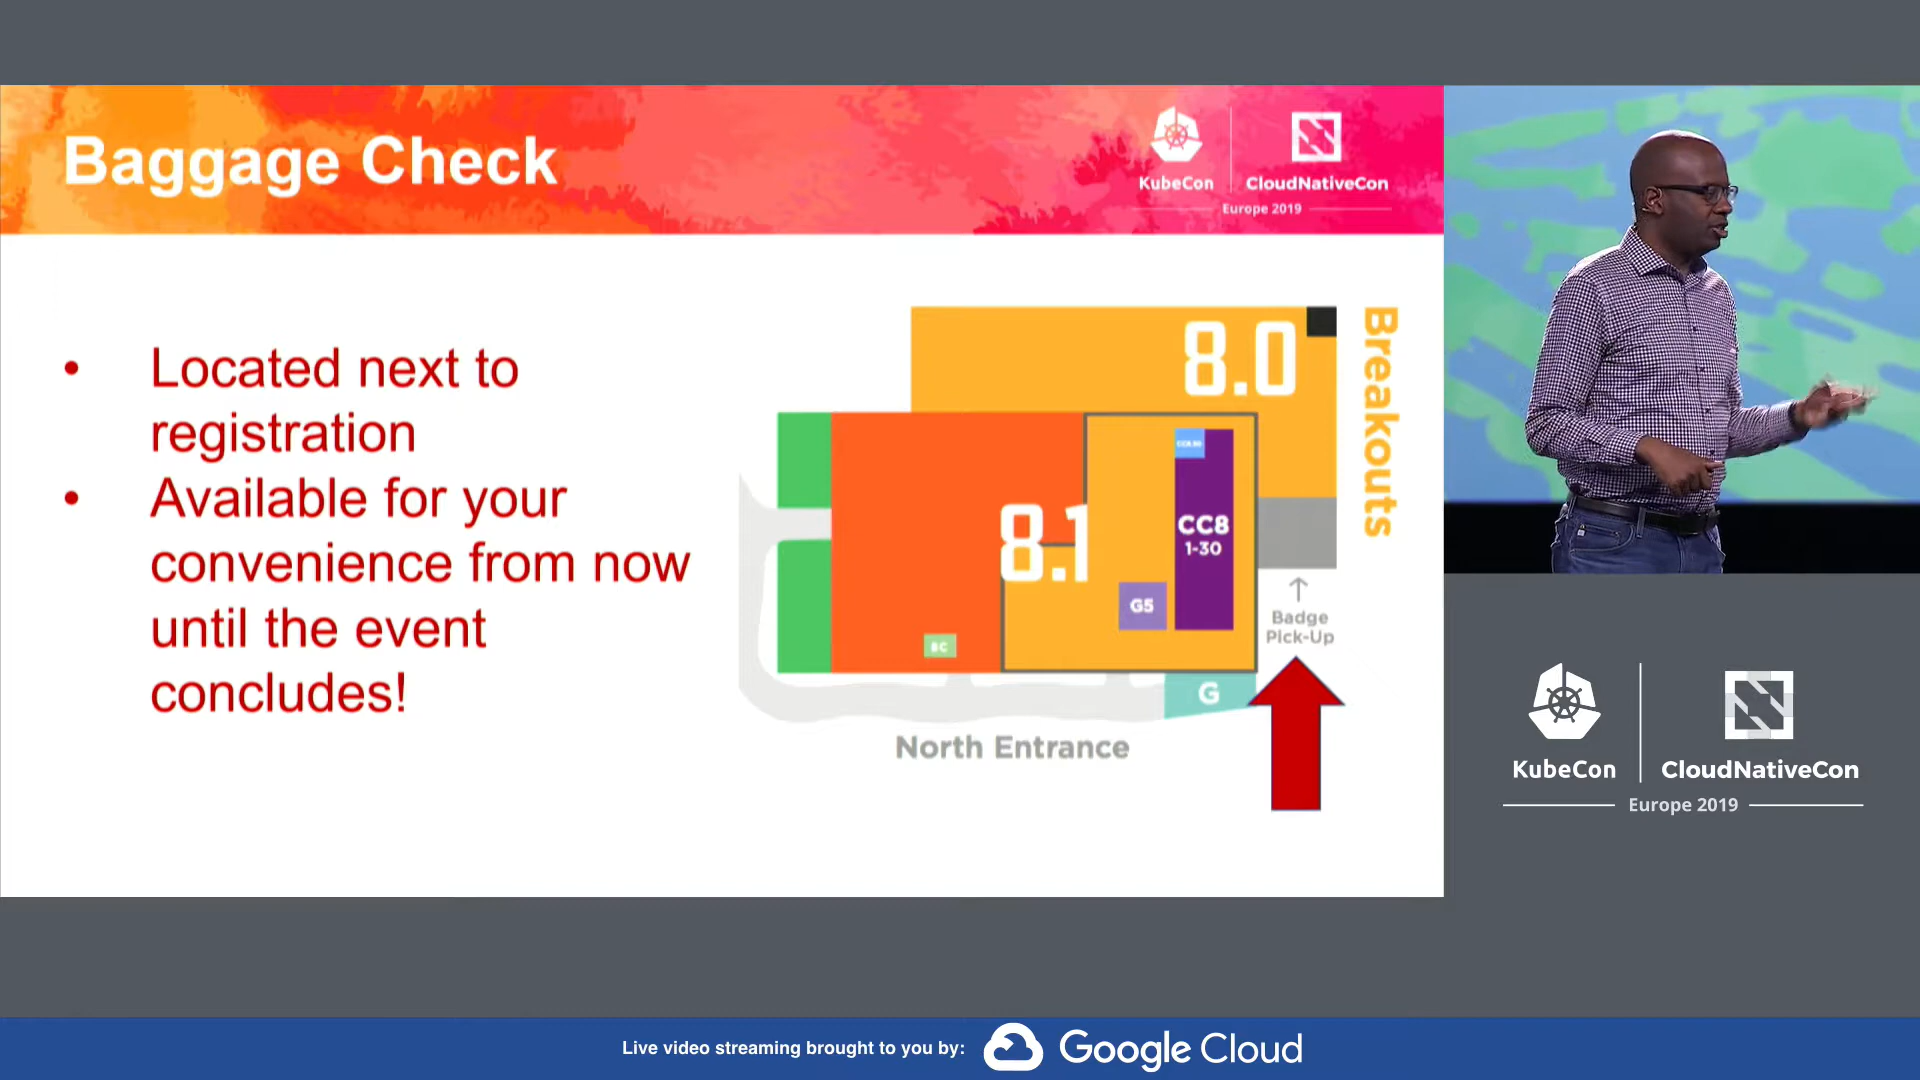 Baggage Check
KubeCon
CloudNativeCon
Europe 2019
• Located next to
registration
• Available for your
convenience from now
until the event
concludes!
8.0
Breakouts
8.1
CC8
1-30
G5
BC
G
Badge
Pick-Up
North Entrance
KubeCon
CloudNativeCon
Europe 2019
Live video streaming brought to you by:
Google Cloud